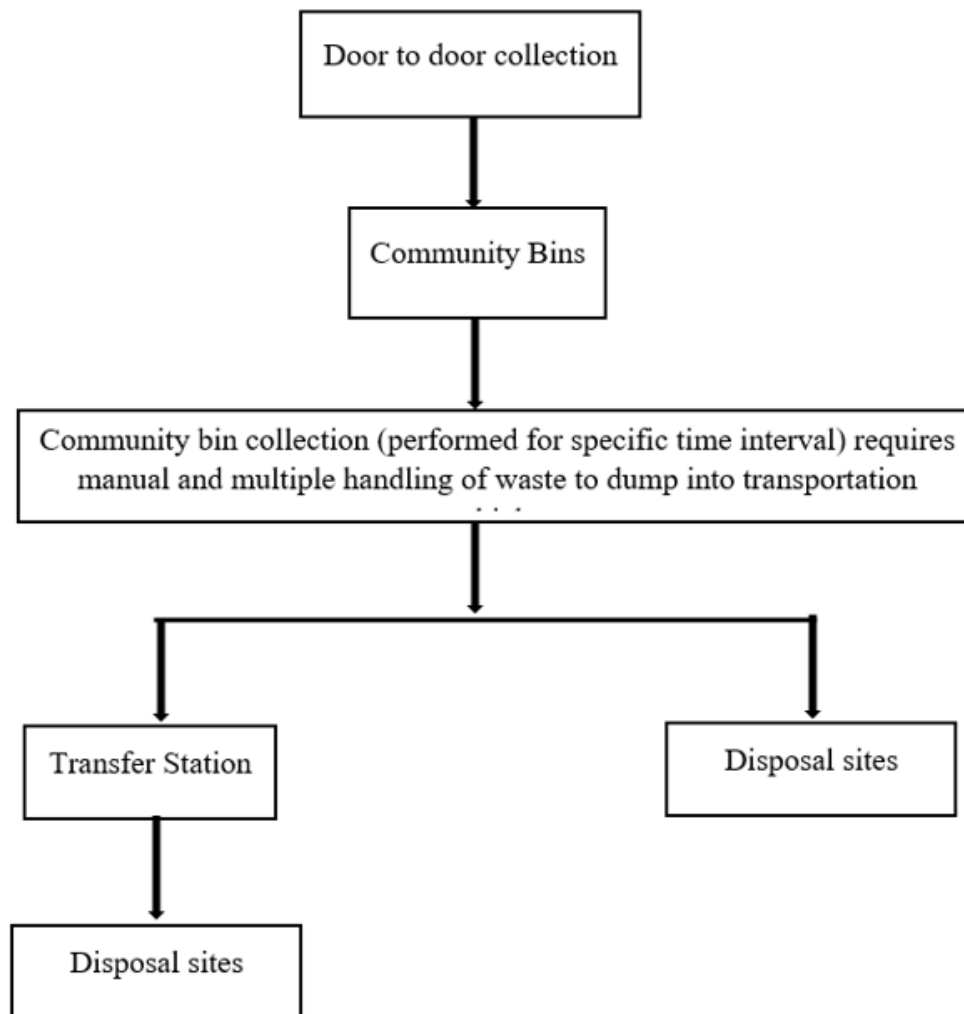 Door to door collection
Community Bins
Community bin collection (performed for specific time interval) requires
manual and multiple handling of waste to dump into transportation
Transfer Station
Disposal sites
Disposal sites